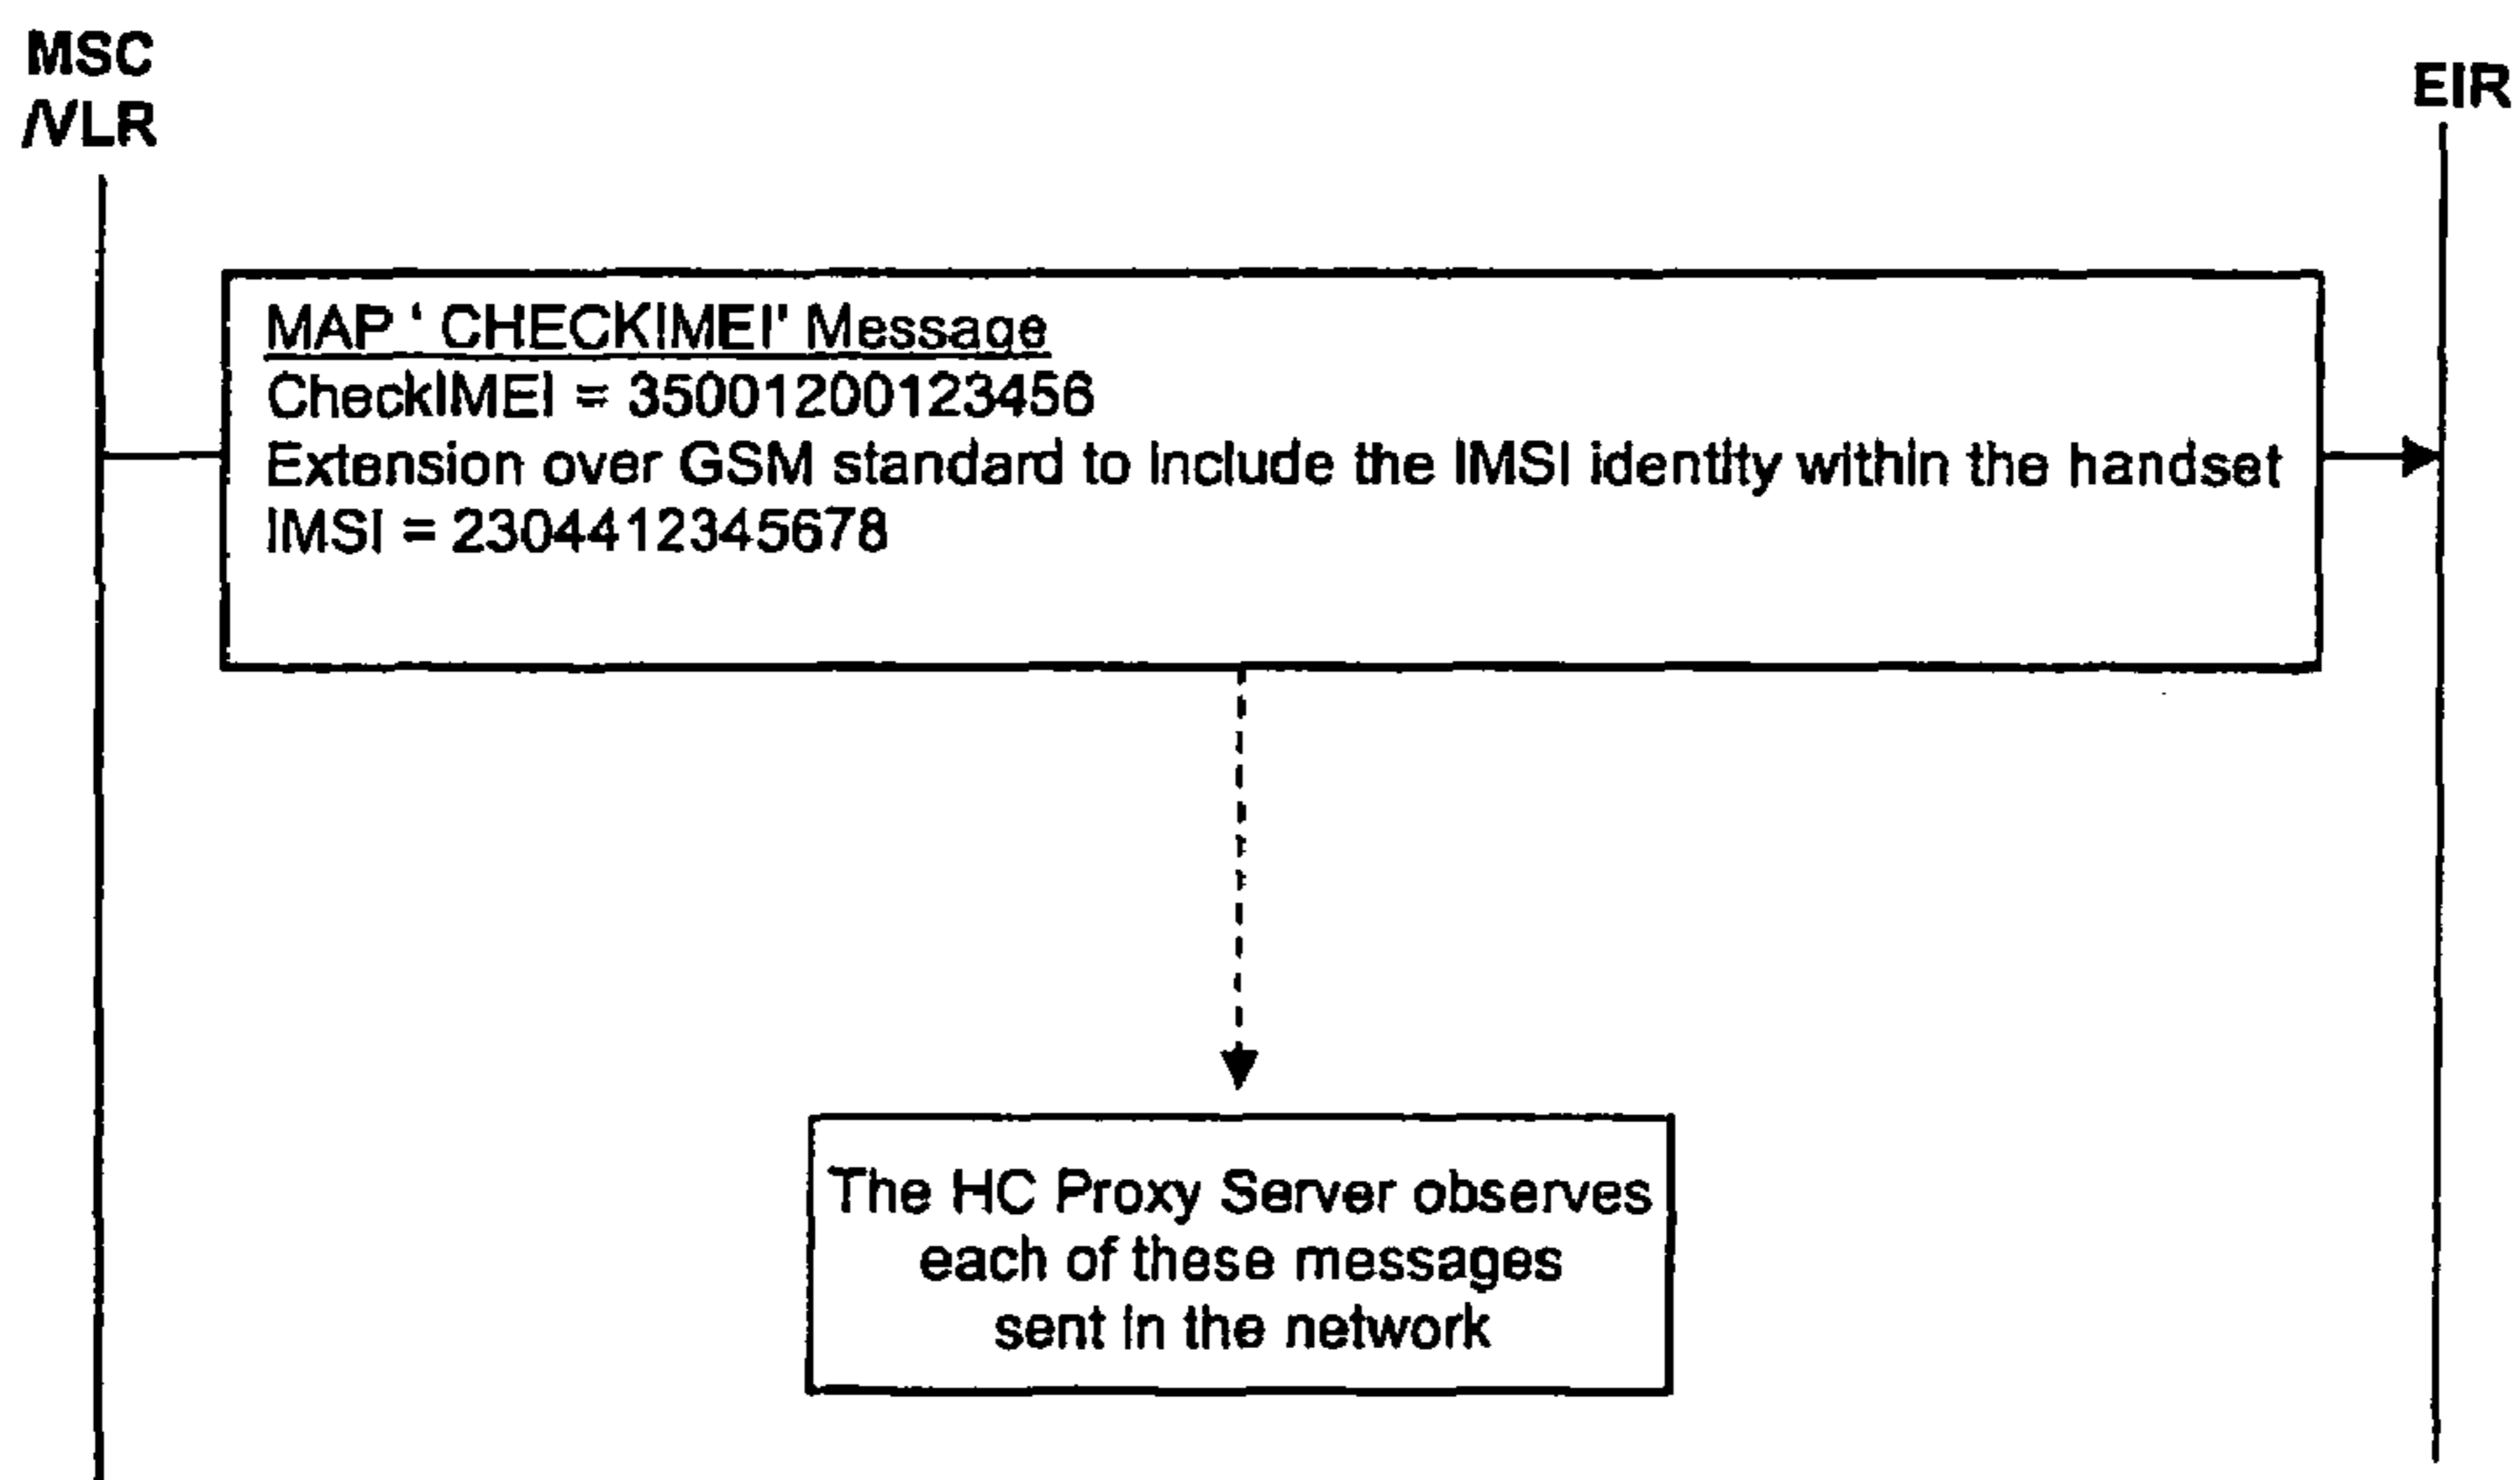 MSC
/VLR
EIR
MAP ' CHECKIMEI' Message
CheckIMEI = 35001200123456
Extension over GSM standard to include the IMSI identity within the handset
IMSI = 2304412345678
The HC Proxy Server observes
each of these messages
sent in the network